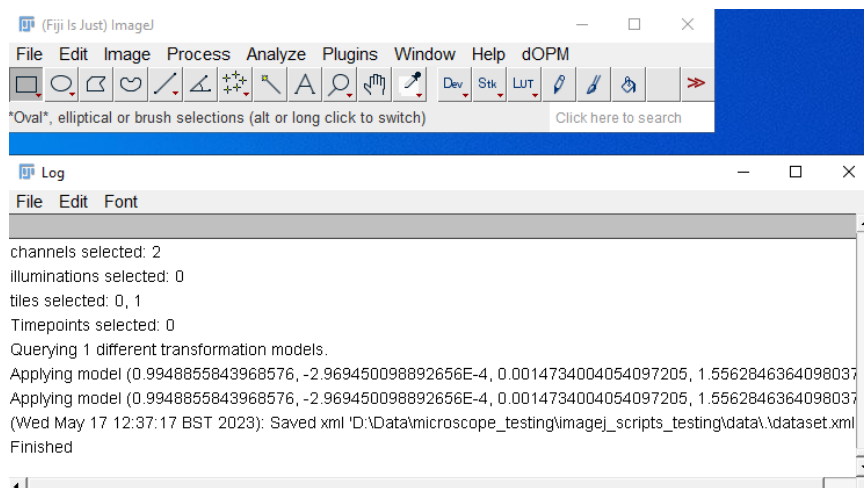 (Fiji Is Just) ImageJ
File Edit Image Process Analyze Plugins Window Help dOPM
A Dev Stk LUT >>
*Oval*, elliptical or brush selections (alt or long click to switch) Click here to search
Log
File Edit Font
channels selected: 2
illuminations selected: 0
tiles selected: 0, 1
Timepoints selected: 0
Querying 1 different transformation models.
Applying model (0.9948855843968576, -2.969450098892656E-4, 0.0014734004054097205, 1.5562846364098037
Applying model (0.9948855843968576, -2.969450098892656E-4, 0.0014734004054097205, 1.5562846364098037
(Wed May 17 12:37:17 BST 2023): Saved xml 'D:\Data\microscope_testing\imagej_scripts_testing\data\.\dataset.xml
Finished